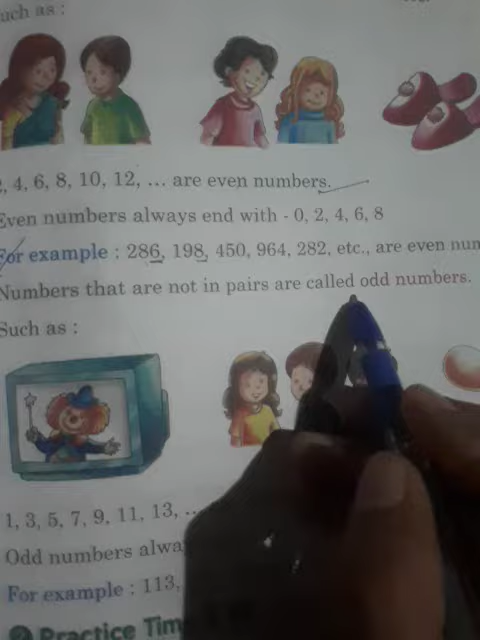 uch as :
2, 4, 6, 8, 10, 12, ... are even numbers.
Even numbers always end with - 0, 2, 4, 6, 8
For example : 286, 198, 450, 964, 282, etc., are even num
Numbers that are not in pairs are called odd numbers.
Such as :
1, 3, 5, 7, 9, 11, 13, ..
Odd numbers alwa
For example : 113,
Practice Tim